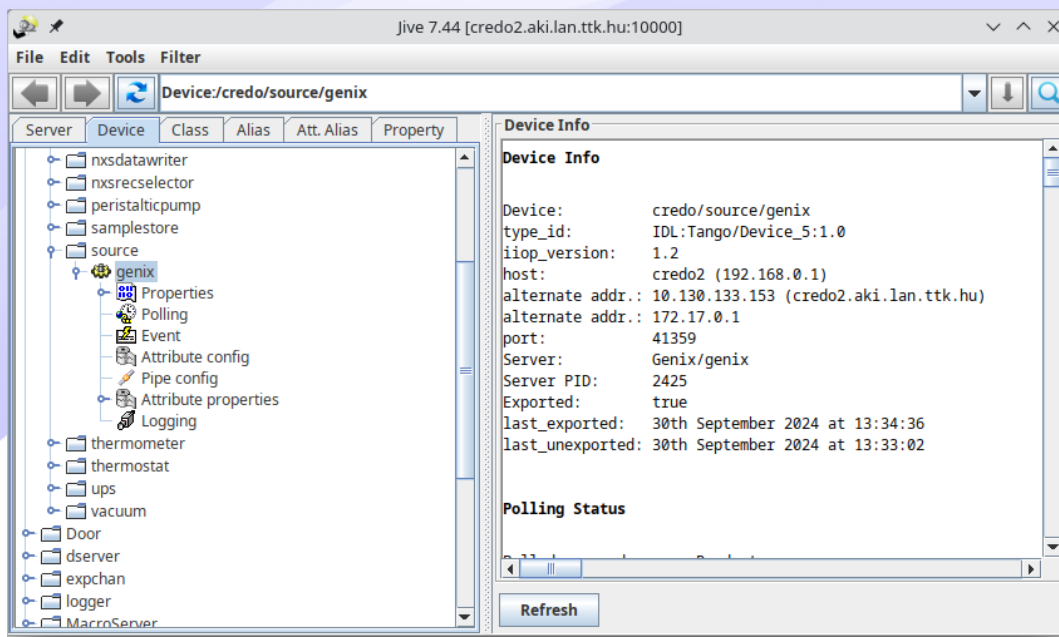 Jive 7.44 [credo2.aki.lan.ttk.hu:10000]
File Edit Tools Filter
Device:/credo/source/genix
Server Device Class Alias Att. Alias Property
nxsdatawriter
nxsrecselector
peristalticpump
samplestore
source
genix
Properties
Polling
Event
Attribute config
Pipe config
Attribute properties
Logging
thermometer
thermostat
ups
vacuum
Door
dserver
expchan
logger
MacroServer
Device Info
Device Info
Device: credo/source/genix
type_id: IDL:Tango/Device_5:1.0
iiop_version: 1.2
host: credo2 (192.168.0.1)
alternate addr.: 10.130.133.153 (credo2.aki.lan.ttk.hu)
alternate addr.: 172.17.0.1
port: 41359
Server: Genix/genix
Server PID: 2425
Exported: true
last_exported: 30th September 2024 at 13:34:36
last_unexported: 30th September 2024 at 13:33:02
Polling Status
Refresh